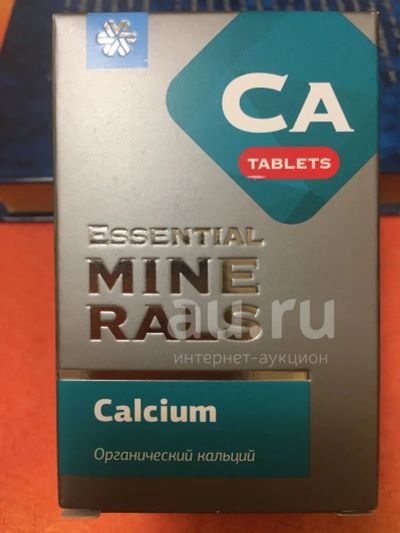 CA
TABLETS
ESSENTIAL
MINE
RALS
au.ru
интернет-аукцион
Calcium
Органический кальций